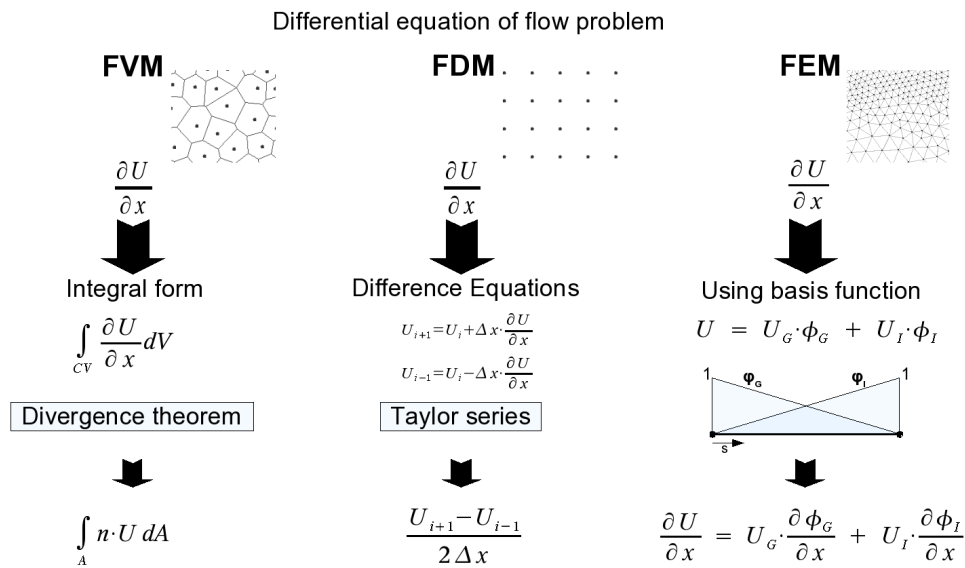 Differential equation of flow problem
FVM
∂U/∂x
Integral form
∫_CV ∂U/∂x dV
Divergence theorem
∫_A n·U dA
FDM
∂U/∂x
Difference Equations
U_{i+1}=U_i+Δx·∂U/∂x
U_{i−1}=U_i−Δx·∂U/∂x
Taylor series
(U_{i+1}−U_{i−1})/(2Δx)
FEM
∂U/∂x
Using basis function
U = U_G·ϕ_G + U_I·ϕ_I
1 φ_G φ_I 1
s
∂U/∂x = U_G·∂ϕ_G/∂x + U_I·∂ϕ_I/∂x